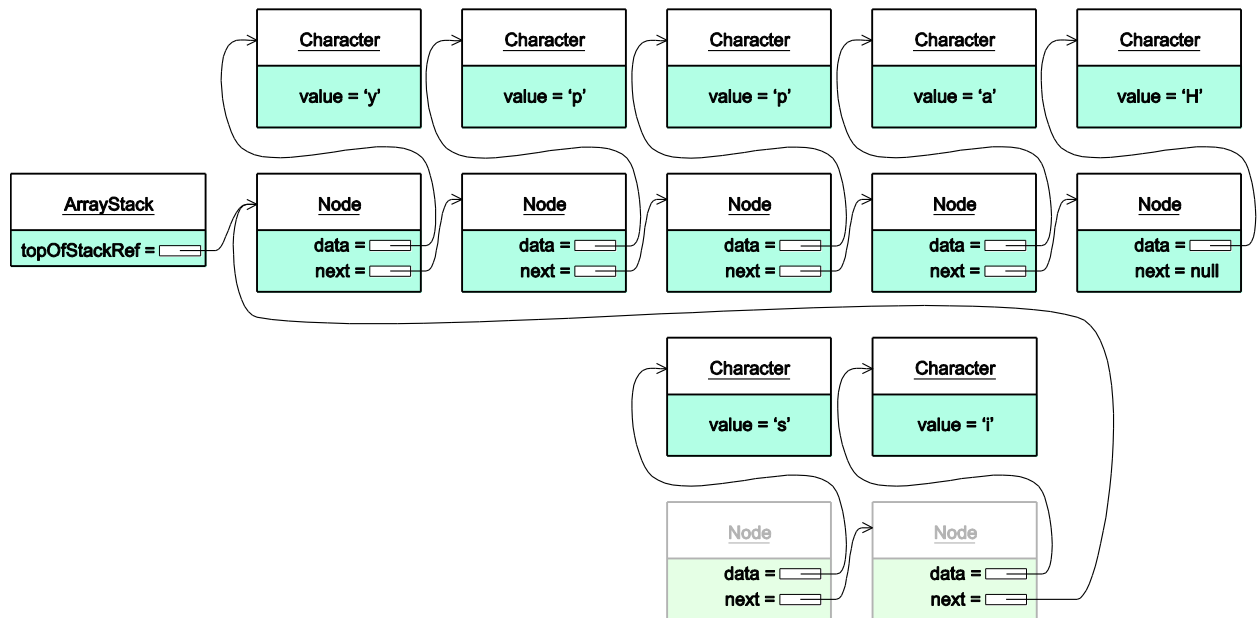 Character Character Character Character Character
value = ‘y’ value = ‘p’ value = ‘p’ value = ‘a’ value = ‘H’
ArrayStack Node Node Node Node Node
topOfStackRef = data = data = data = data = data =
next = next = next = next = next = null
Character Character
value = ‘s’ value = ‘i’
Node Node
data = data =
next = next =